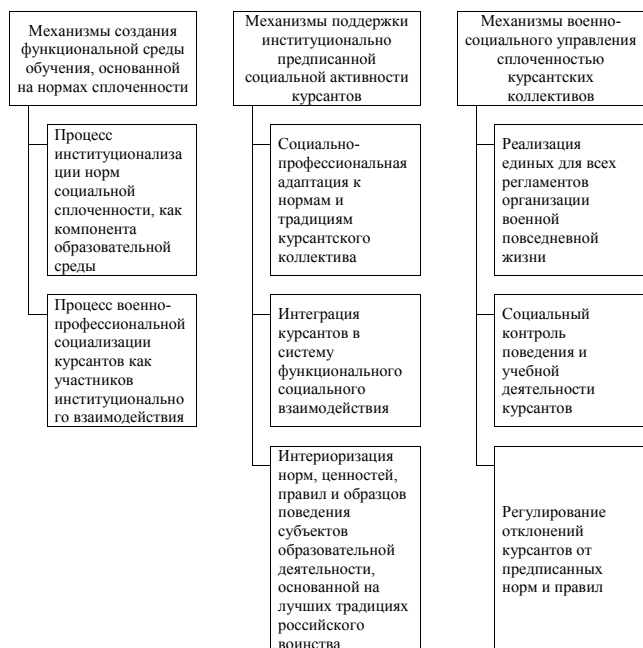 Механизмы создания
функциональной среды
обучения, основанной
на нормах сплоченности
Процесс
институционализа
ции норм
социальной
сплоченности, как
компонента
образовательной
среды
Процесс военно-
профессиональной
социализации
курсантов как
участников
институционально
го взаимодействия
Механизмы поддержки
институционально
предписанной
социальной активности
курсантов
Социально-
профессиональная
адаптация к
нормам и
традициям
курсантского
коллектива
Интеграция
курсантов в
систему
функционального
социального
взаимодействия
Интериоризация
норм, ценностей,
правил и образцов
поведения
субъектов
образовательной
деятельности,
основанной на
лучших традициях
российского
воинства
Механизмы военно-
социального управления
сплоченностью
курсантских
коллективов
Реализация
единых для всех
регламентов
организации
военной
повседневной
жизни
Социальный
контроль
поведения и
учебной
деятельности
курсантов
Регулирование
отклонений
курсантов от
предписанных
норм и правил